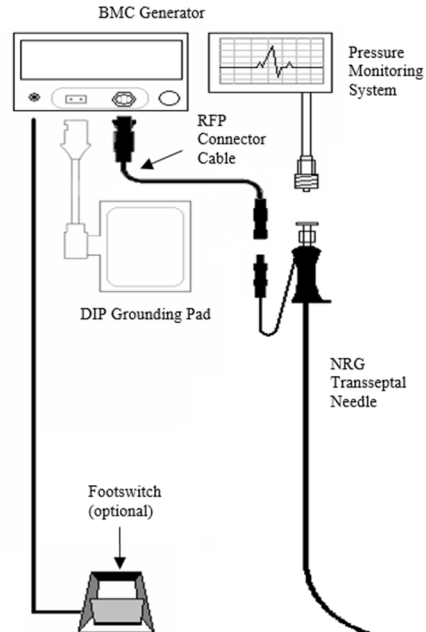 BMC Generator
Pressure
Monitoring
System
RFP
Connector
Cable
DIP Grounding Pad
NRG
Transseptal
Needle
Footswitch
(optional)